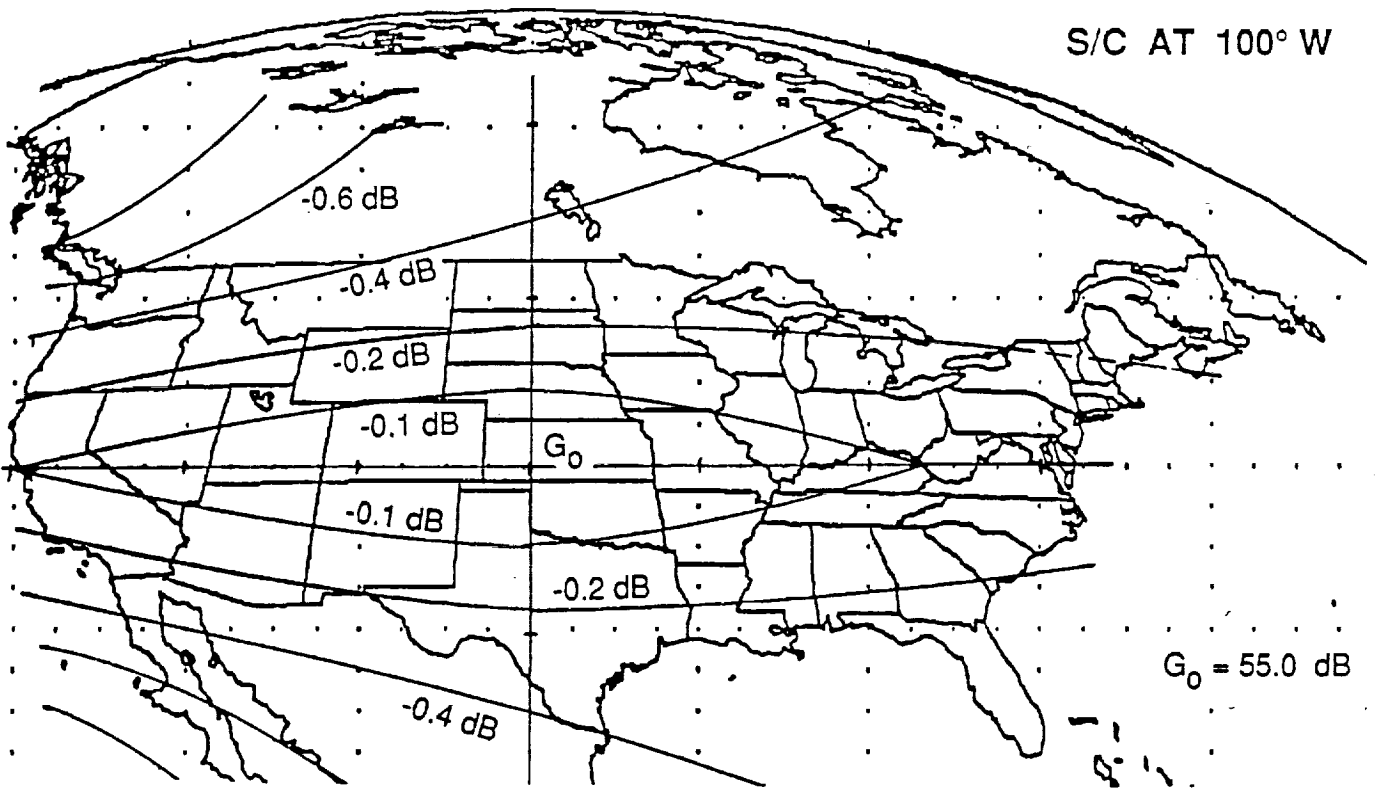 S/C AT 100° W
-0.6 dB
-0.4 dB
-0.2 dB
-0.1 dB
G₀
-0.1 dB
-0.2 dB
G₀ = 55.0 dB
-0.4 dB